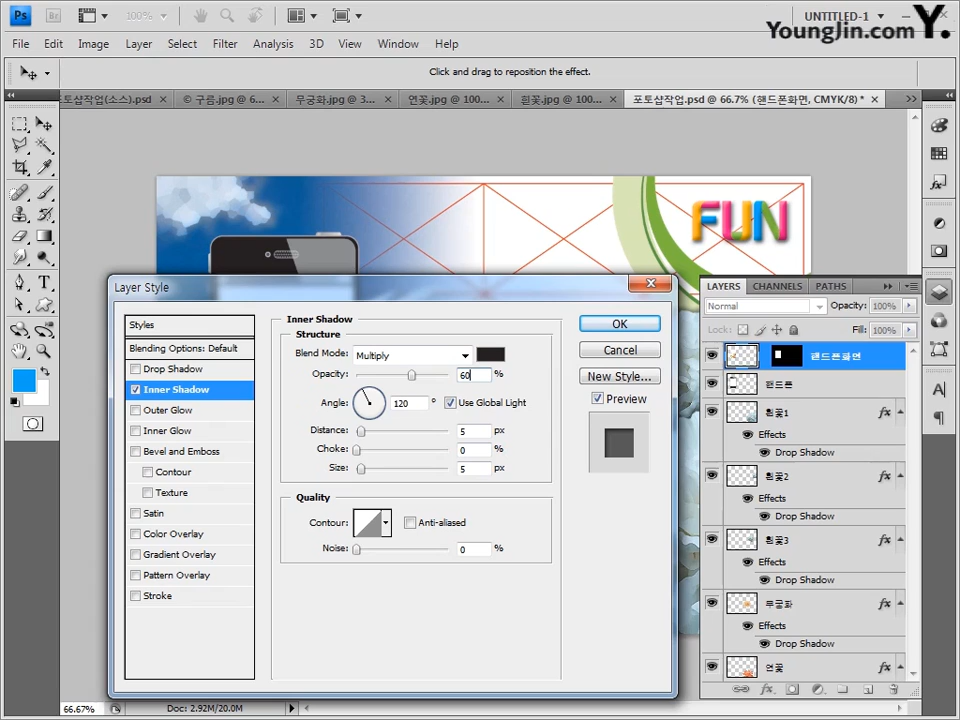 Ps Br 100% UNTITLED-1
YoungJin.com Y.
File Edit Image Layer Select Filter Analysis 3D View Window Help
Click and drag to reposition the effect.
포토샵작업(소스).psd × © 구름.jpg @ 6... × 무궁화.jpg @ 3... × 연꽃.jpg @ 100... × 흰꽃.jpg @ 100... × 포토샵작업.psd @ 66.7% (핸드폰화면, CMYK/8) * ×
FUN
Layer Style
Styles
Blending Options: Default
Drop Shadow
Inner Shadow
Outer Glow
Inner Glow
Bevel and Emboss
Contour
Texture
Satin
Color Overlay
Gradient Overlay
Pattern Overlay
Stroke
Inner Shadow
Structure
Blend Mode: Multiply
Opacity: 60 %
Angle: 120 ° Use Global Light
Distance: 5 px
Choke: 0 %
Size: 5 px
Quality
Contour: Anti-aliased
Noise: 0 %
OK
Cancel
New Style...
Preview
LAYERS CHANNELS PATHS
Normal Opacity: 100%
Lock: Fill: 100%
핸드폰화면
핸드폰
흰꽃1 fx
Effects
Drop Shadow
흰꽃2 fx
Effects
Drop Shadow
흰꽃3 fx
Effects
Drop Shadow
무궁화 fx
Effects
Drop Shadow
연꽃 fx
66.67% Doc: 2.92M/20.0M